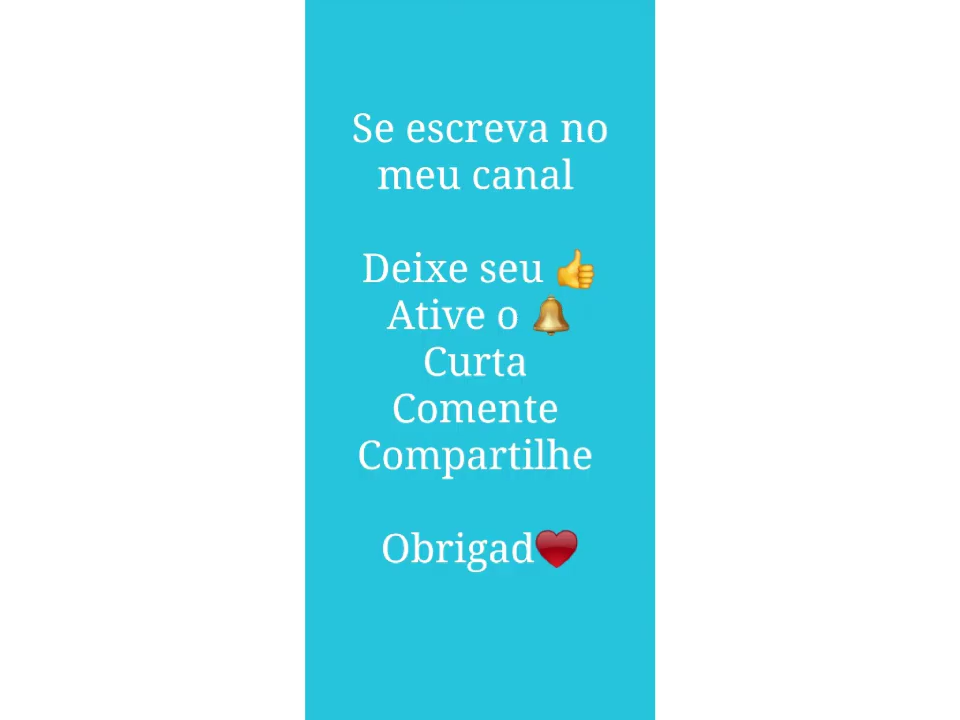 Se escreva no
meu canal
Deixe seu 👍
Ative o 🔔
Curta
Comente
Compartilhe
Obrigad❤️